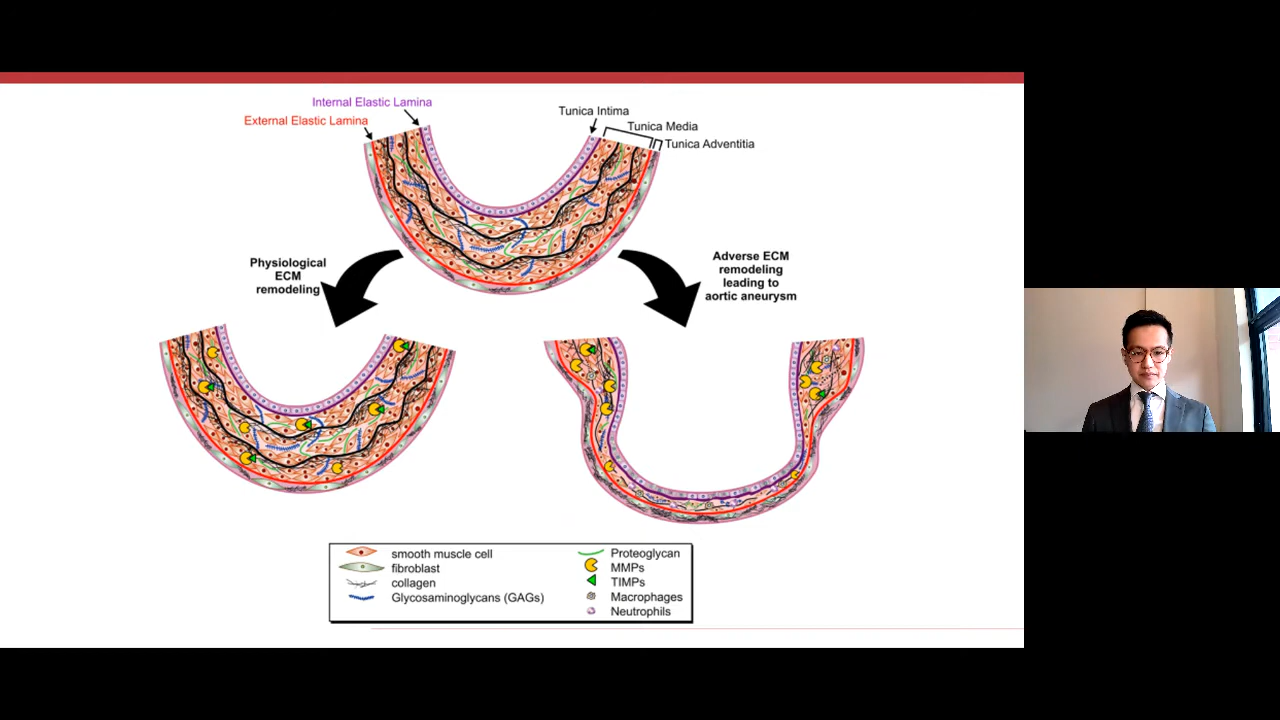 Internal Elastic Lamina
External Elastic Lamina
Tunica Intima
Tunica Media
Tunica Adventitia
Physiological
ECM
remodeling
Adverse ECM
remodeling
leading to
aortic aneurysm
smooth muscle cell
fibroblast
collagen
Glycosaminoglycans (GAGs)
Proteoglycan
MMPs
TIMPs
Macrophages
Neutrophils